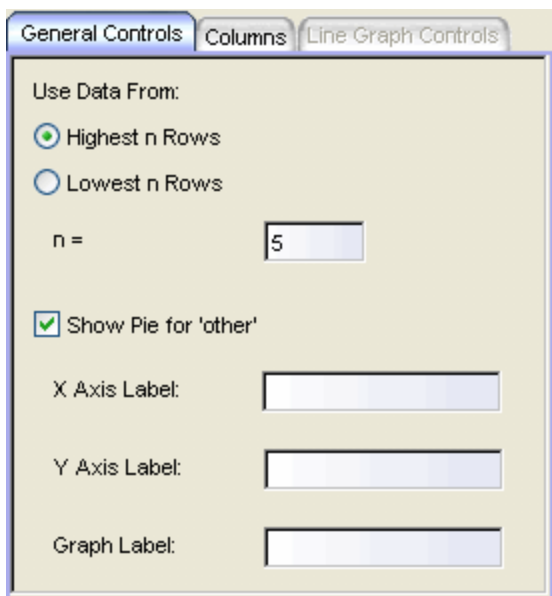 General Controls Columns Line Graph Controls
Use Data From:
Highest n Rows
Lowest n Rows
n = 5
Show Pie for 'other'
X Axis Label:
Y Axis Label:
Graph Label: